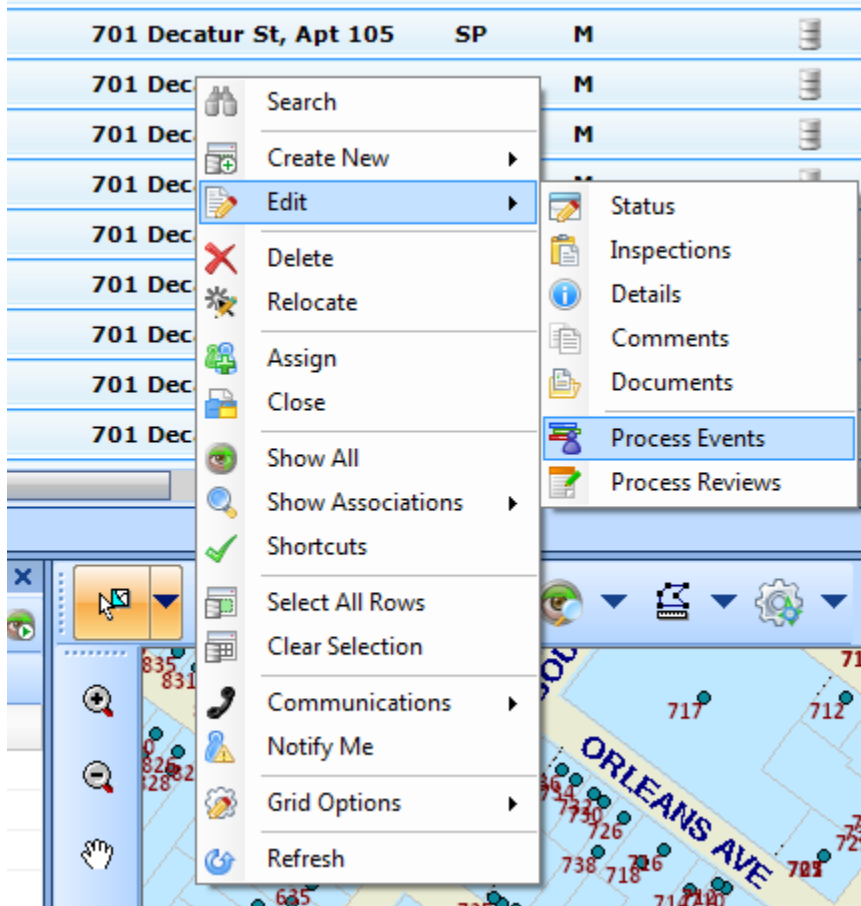 701 Decatur St, Apt 105 SP M
701 Dec M
701 Dec M
701 Dec
701 Dec
701 Dec
701 Dec
701 Dec
701 Dec
Search
Create New
Edit
Delete
Relocate
Assign
Close
Show All
Show Associations
Shortcuts
Select All Rows
Clear Selection
Communications
Notify Me
Grid Options
Refresh
Status
Inspections
Details
Comments
Documents
Process Events
Process Reviews
835
831
717
712
ORLEANS AVE
730
726
738
718
635